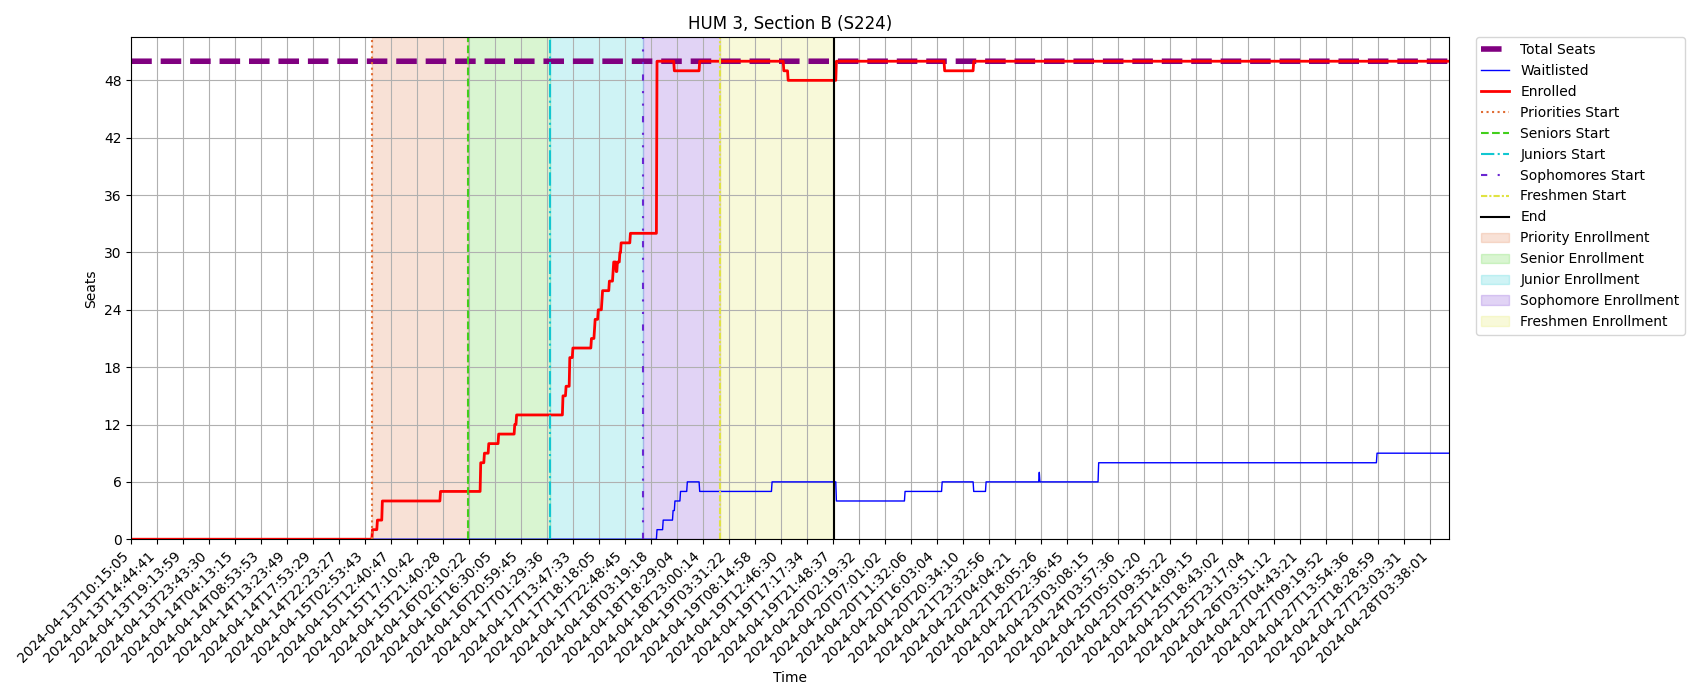 HUM 3, Section B (S224)
Total Seats
Waitlisted
Enrolled
Priorities Start
Seniors Start
Juniors Start
Sophomores Start
Freshmen Start
End
Priority Enrollment
Senior Enrollment
Junior Enrollment
Sophomore Enrollment
Freshmen Enrollment
Seats
48
42
36
30
24
18
12
6
0
2024-04-13T10:15:05
2024-04-13T14:44:41
2024-04-13T19:13:59
2024-04-13T23:43:30
2024-04-14T04:13:15
2024-04-14T08:53:53
2024-04-14T13:23:49
2024-04-14T17:53:29
2024-04-14T22:23:27
2024-04-15T02:53:43
2024-04-15T12:40:47
2024-04-15T17:10:42
2024-04-15T21:40:28
2024-04-16T02:10:22
2024-04-16T16:30:05
2024-04-16T20:59:45
2024-04-17T01:29:36
2024-04-17T13:47:33
2024-04-17T18:18:05
2024-04-17T22:48:45
2024-04-18T03:19:18
2024-04-18T18:29:04
2024-04-18T23:00:14
2024-04-19T03:31:22
2024-04-19T08:14:58
2024-04-19T12:46:30
2024-04-19T17:17:34
2024-04-19T21:48:37
2024-04-20T02:19:32
2024-04-20T07:01:02
2024-04-20T11:32:06
2024-04-20T16:03:04
2024-04-20T20:34:10
2024-04-21T23:32:56
2024-04-22T04:04:21
2024-04-22T18:05:26
2024-04-22T22:36:45
2024-04-23T03:08:15
2024-04-24T03:57:36
2024-04-25T05:01:20
2024-04-25T09:35:22
2024-04-25T14:09:15
2024-04-25T18:43:02
2024-04-25T23:17:04
2024-04-26T03:51:12
2024-04-27T04:43:21
2024-04-27T09:19:52
2024-04-27T13:54:36
2024-04-27T18:28:59
2024-04-27T23:03:31
2024-04-28T03:38:01
Time